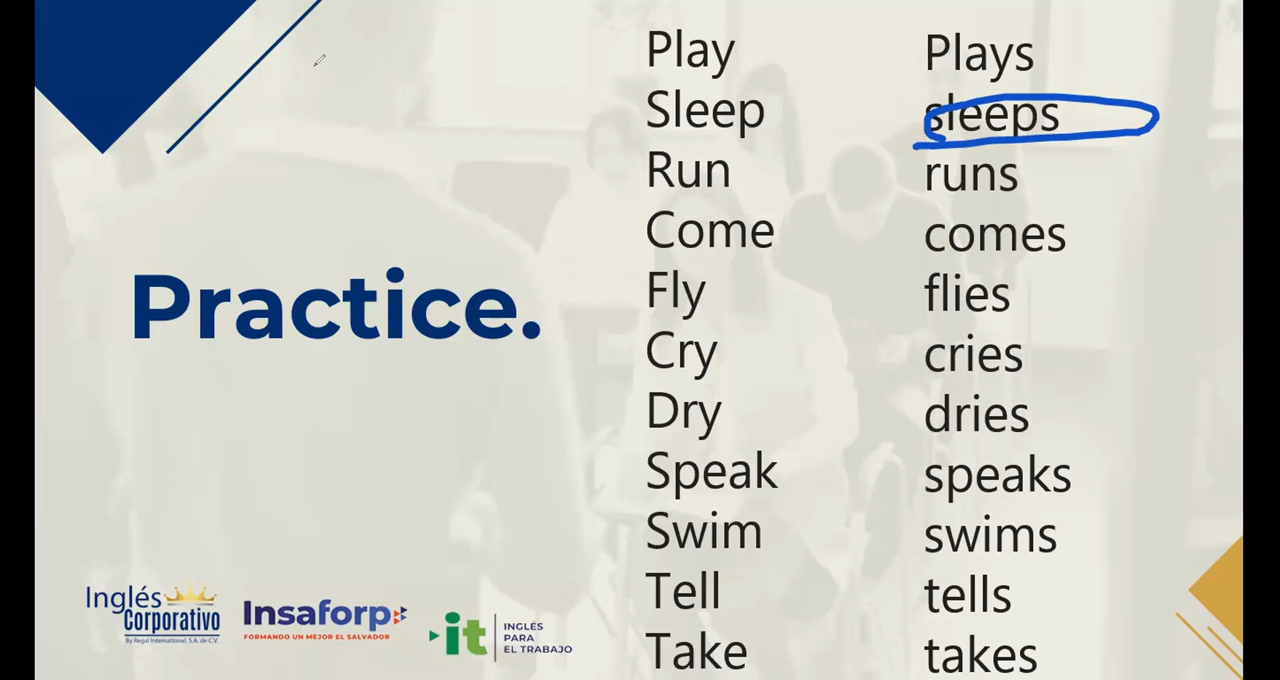 Practice.
Play Plays
Sleep sleeps
Run runs
Come comes
Fly flies
Cry cries
Dry dries
Speak speaks
Swim swims
Tell tells
Take takes
Inglés
Corporativo
By Regal International, S.A. de C.V.
Insaforp
FORMANDO UN MEJOR EL SALVADOR
it
INGLÉS
PARA
EL TRABAJO